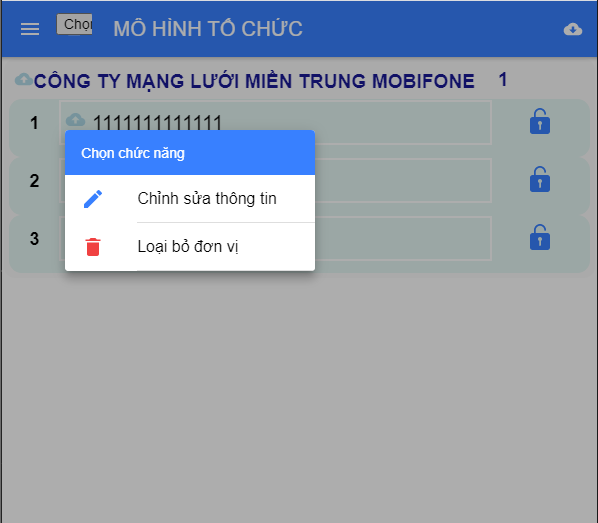 Chọn
MÔ HÌNH TỔ CHỨC
CÔNG TY MẠNG LƯỚI MIỀN TRUNG MOBIFONE 1
1 1111111111111
Chọn chức năng
2 Chỉnh sửa thông tin
3 Loại bỏ đơn vị